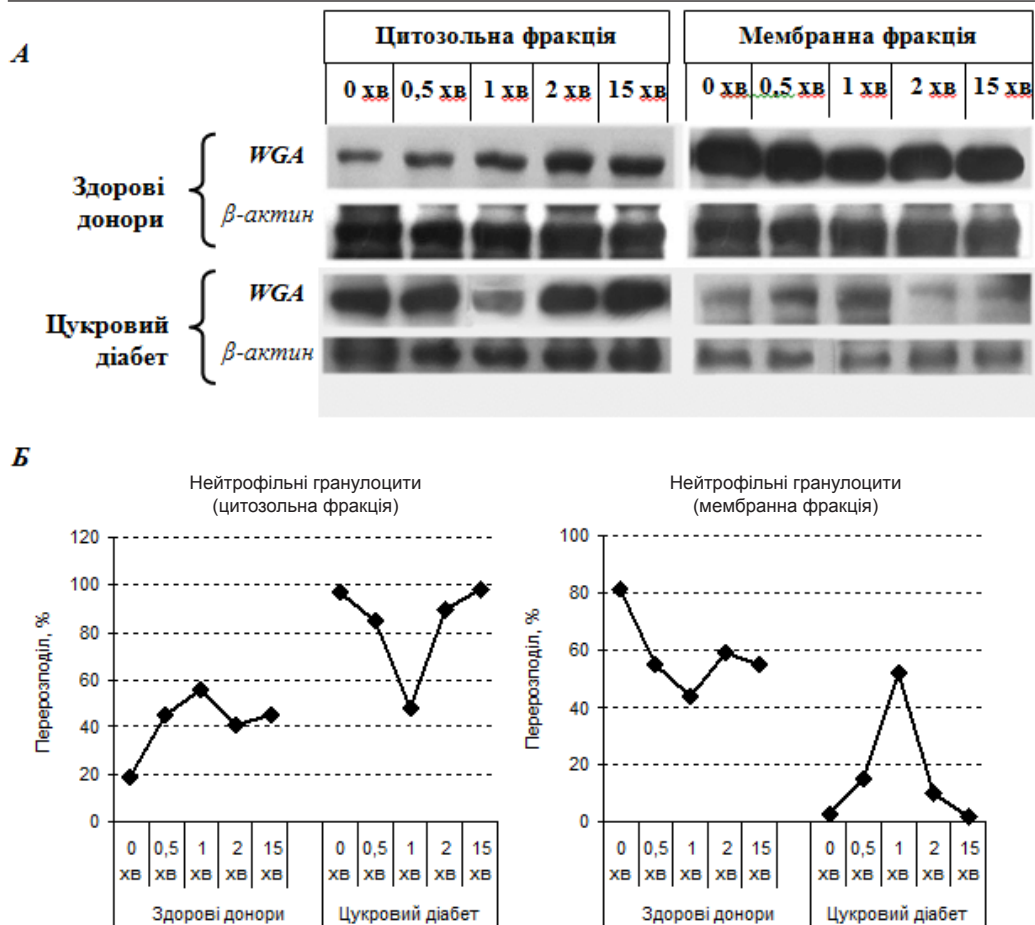 А
Цитозольна фракція
Мембранна фракція
0 хв 0,5 хв 1 хв 2 хв 15 хв
0 хв 0,5 хв 1 хв 2 хв 15 хв
Здорові донори
WGA
β-актин
Цукровий діабет
WGA
β-актин
Б
Нейтрофільні гранулоцити
(цитозольна фракція)
Перерозподіл, %
120
100
80
60
40
20
0
0 хв 0,5 хв 1 хв 2 хв 15 хв
0 хв 0,5 хв 1 хв 2 хв 15 хв
Здорові донори
Цукровий діабет
Нейтрофільні гранулоцити
(мембранна фракція)
Перерозподіл, %
100
80
60
40
20
0
0 хв 0,5 хв 1 хв 2 хв 15 хв
0 хв 0,5 хв 1 хв 2 хв 15 хв
Здорові донори
Цукровий діабет